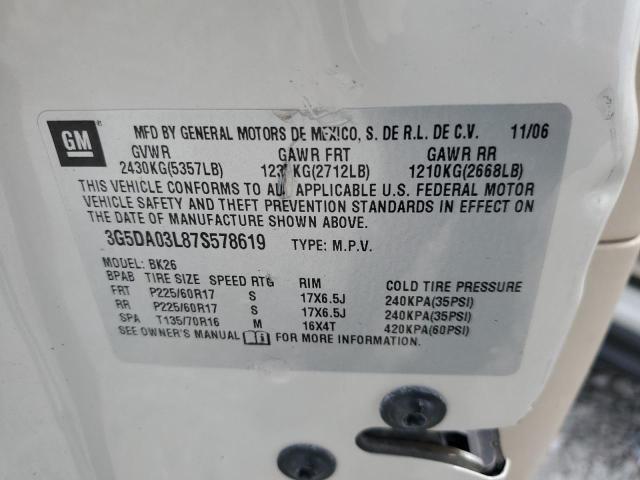 GM
MFD BY GENERAL MOTORS DE MEXICO, S. DE R.L. DE C.V. 11/06
GVWR GAWR FRT GAWR RR
2430KG(5357LB) KG(2712LB) 1210KG(2668LB)
THIS VEHICLE CONFORMS TO ALL APPLICABLE U.S. FEDERAL MOTOR
VEHICLE SAFETY AND THEFT PREVENTION STANDARDS IN EFFECT ON
THE DATE OF MANUFACTURE SHOWN ABOVE.
3G5DA03L87S578619 TYPE: M.P.V.
MODEL: BK26
BPAB TIRE SIZE SPEED RTG RIM COLD TIRE PRESSURE
FRT P225/60R17 S 17X6.5J 240KPA(35PSI)
RR P225/60R17 S 17X6.5J 240KPA(35PSI)
SPA T135/70R16 M 16X4T 420KPA(60PSI)
SEE OWNER'S MANUAL FOR MORE INFORMATION.